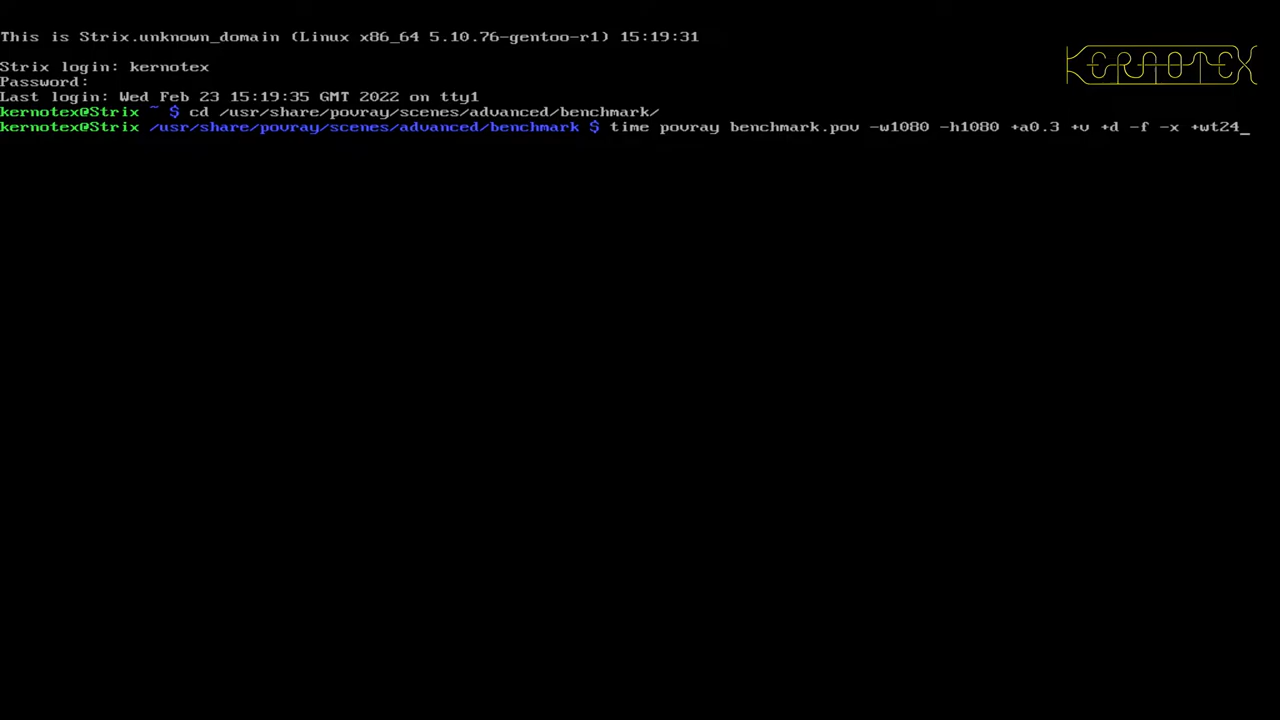 This is Strix.unknown_domain (Linux x86_64 5.10.76-gentoo-r1) 15:19:31
KERNOTEX
Strix login: kernotex
Password:
Last login: Wed Feb 23 15:19:35 GMT 2022 on tty1
kernotex@Strix ~ $ cd /usr/share/povray/scenes/advanced/benchmark/
kernotex@Strix /usr/share/povray/scenes/advanced/benchmark $ time povray benchmark.pov -w1080 -h1080 +a0.3 +v +d -f -x +wt24_